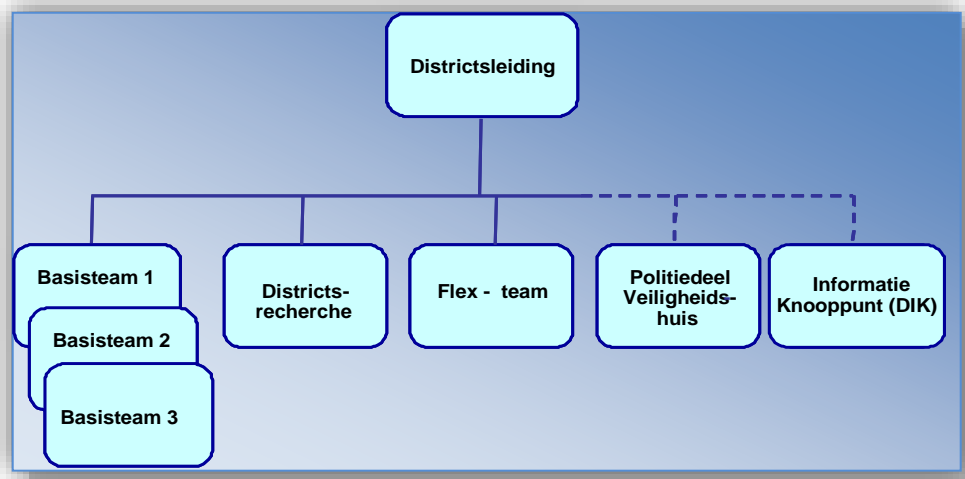 Districtsleiding
Basisteam 1
Basisteam 2
Basisteam 3
Districts-
recherche
Flex - team
Politiedeel
Veiligheids-
huis
Informatie
Knooppunt (DIK)